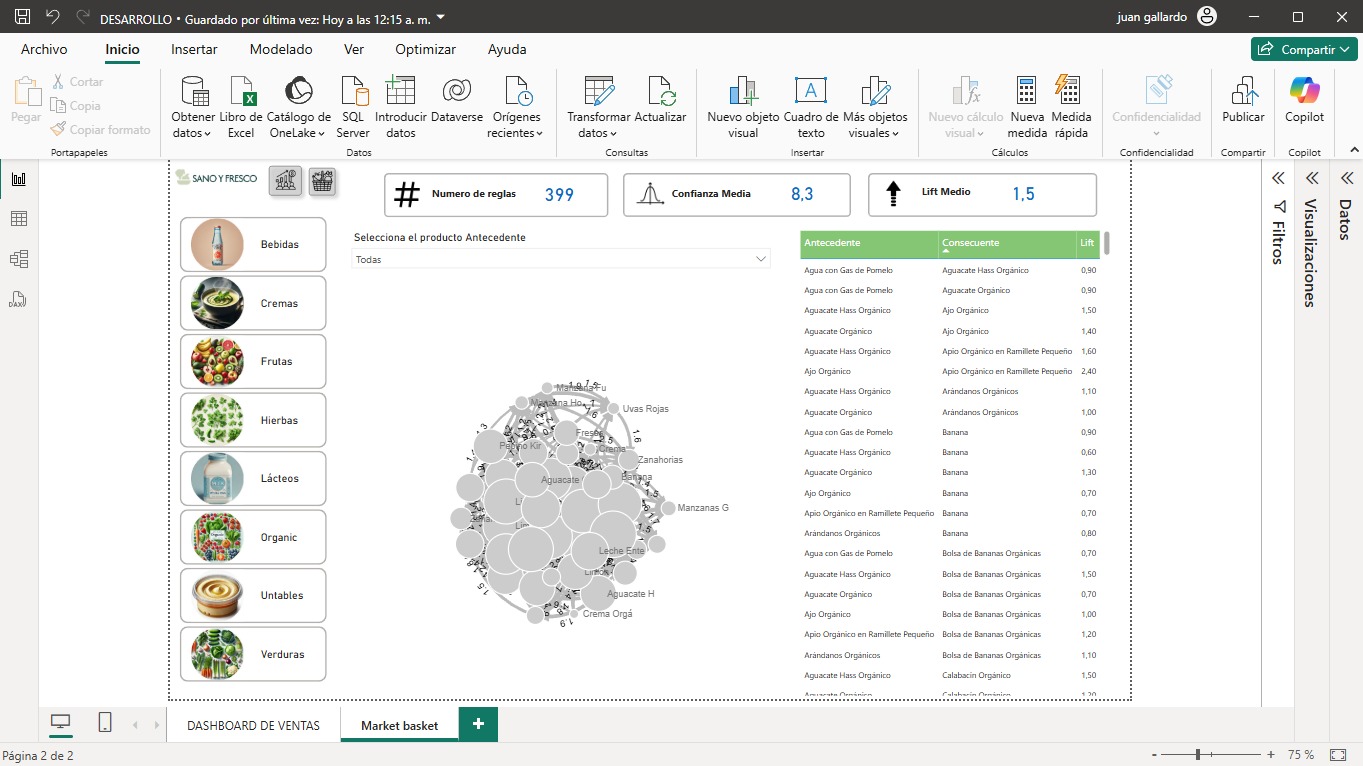 DESARROLLO • Guardado por última vez: Hoy a las 12:15 a. m.
juan gallardo
Archivo Inicio Insertar Modelado Ver Optimizar Ayuda
Compartir
Pegar
Cortar
Copia
Copiar formato
Obtener datos
Libro de Excel
Catálogo de OneLake
SQL Server
Introducir datos
Dataverse
Orígenes recientes
Transformar datos
Actualizar
Nuevo objeto visual
Cuadro de texto
Más objetos visuales
Nuevo cálculo visual
Nueva medida
Medida rápida
Confidencialidad
Publicar
Copilot
Portapapeles
Datos
Consultas
Insertar
Cálculos
Confidencialidad
Compartir
Copilot
SANO Y FRESCO
Numero de reglas 399
Confianza Media 8,3
Lift Medio 1,5
Bebidas
Cremas
Frutas
Hierbas
Lácteos
Organic
Untables
Verduras
Selecciona el producto Antecedente
Todas
Manzana Fu
Manzana Ho
Uvas Rojas
Fresas
Pepino Kir
Crema
Zanahorias
Banana
Aguacate
Manzanas G
Leche Ente
Aguacate H
Crema Orgá
Antecedente Consecuente Lift
Agua con Gas de Pomelo Aguacate Hass Orgánico 0,90
Agua con Gas de Pomelo Aguacate Orgánico 0,90
Aguacate Hass Orgánico Ajo Orgánico 1,50
Aguacate Orgánico Ajo Orgánico 1,40
Aguacate Hass Orgánico Apio Orgánico en Ramillete Pequeño 1,60
Ajo Orgánico Apio Orgánico en Ramillete Pequeño 2,40
Aguacate Hass Orgánico Arándanos Orgánicos 1,10
Aguacate Orgánico Arándanos Orgánicos 1,00
Agua con Gas de Pomelo Banana 0,90
Aguacate Hass Orgánico Banana 0,60
Aguacate Orgánico Banana 1,30
Ajo Orgánico Banana 0,70
Apio Orgánico en Ramillete Pequeño Banana 0,70
Arándanos Orgánicos Banana 0,80
Agua con Gas de Pomelo Bolsa de Bananas Orgánicas 0,70
Aguacate Hass Orgánico Bolsa de Bananas Orgánicas 1,50
Aguacate Orgánico Bolsa de Bananas Orgánicas 0,70
Ajo Orgánico Bolsa de Bananas Orgánicas 1,00
Apio Orgánico en Ramillete Pequeño Bolsa de Bananas Orgánicas 1,20
Arándanos Orgánicos Bolsa de Bananas Orgánicas 1,10
Aguacate Hass Orgánico Calabacín Orgánico 1,50
Aguacate Orgánico Calabacín Orgánico 1,20
Filtros
Visualizaciones
Datos
DASHBOARD DE VENTAS
Market basket
Página 2 de 2
75 %